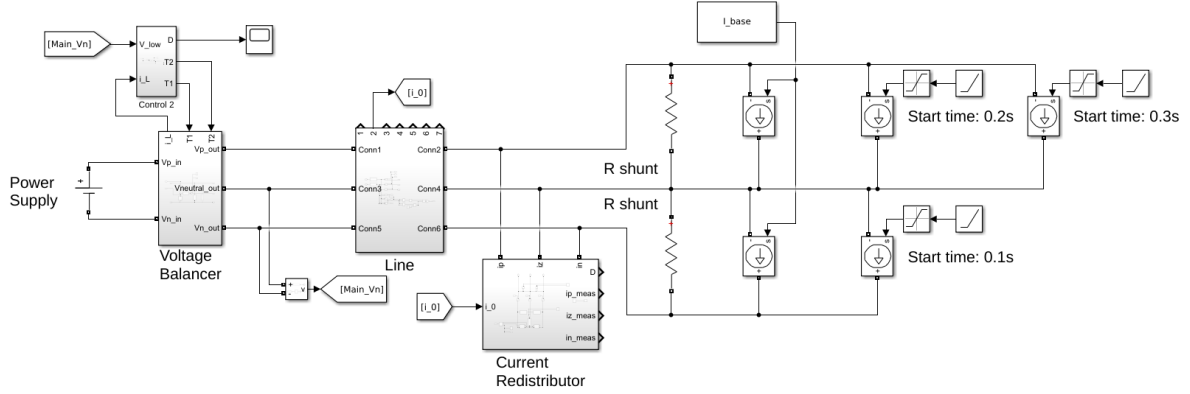 I_base
[Main_Vn]
V_low
D
T2
i_L
T1
Control 2
[i_0]
Start time: 0.2s
Start time: 0.3s
i_L
T1
T2
1 2 3 4 5 6 7
Vp_in
Vp_out
Conn1
Conn2
Power
Supply
R shunt
Vneutral_out
Conn3
Conn4
R shunt
Vn_in
Vn_out
Conn5
Conn6
Voltage
Balancer
Line
Start time: 0.1s
v
[Main_Vn]
ip
iz
in
D
[i_0]
i_0
ip_meas
iz_meas
in_meas
Current
Redistributor